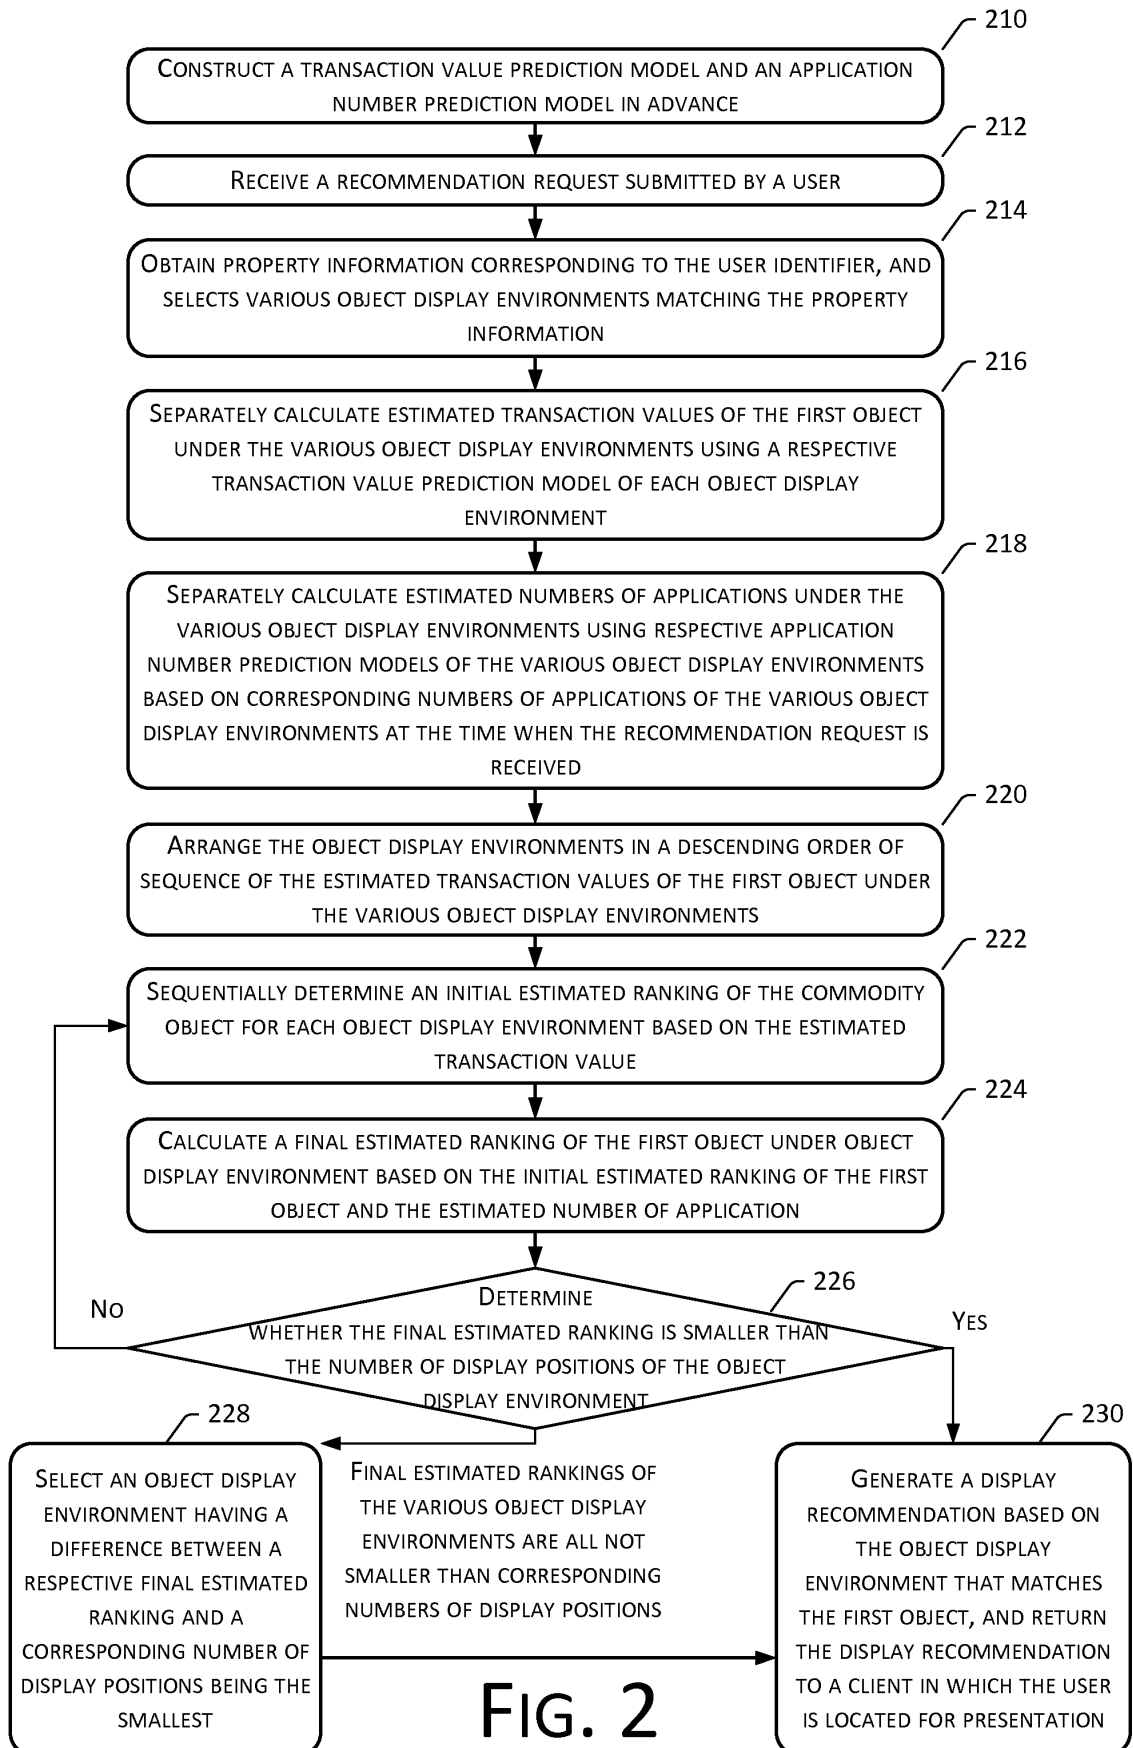 210
CONSTRUCT A TRANSACTION VALUE PREDICTION MODEL AND AN APPLICATION
NUMBER PREDICTION MODEL IN ADVANCE
212
RECEIVE A RECOMMENDATION REQUEST SUBMITTED BY A USER
214
OBTAIN PROPERTY INFORMATION CORRESPONDING TO THE USER IDENTIFIER, AND
SELECTS VARIOUS OBJECT DISPLAY ENVIRONMENTS MATCHING THE PROPERTY
INFORMATION
216
SEPARATELY CALCULATE ESTIMATED TRANSACTION VALUES OF THE FIRST OBJECT
UNDER THE VARIOUS OBJECT DISPLAY ENVIRONMENTS USING A RESPECTIVE
TRANSACTION VALUE PREDICTION MODEL OF EACH OBJECT DISPLAY
ENVIRONMENT
218
SEPARATELY CALCULATE ESTIMATED NUMBERS OF APPLICATIONS UNDER THE
VARIOUS OBJECT DISPLAY ENVIRONMENTS USING RESPECTIVE APPLICATION
NUMBER PREDICTION MODELS OF THE VARIOUS OBJECT DISPLAY ENVIRONMENTS
BASED ON CORRESPONDING NUMBERS OF APPLICATIONS OF THE VARIOUS OBJECT
DISPLAY ENVIRONMENTS AT THE TIME WHEN THE RECOMMENDATION REQUEST IS
RECEIVED
220
ARRANGE THE OBJECT DISPLAY ENVIRONMENTS IN A DESCENDING ORDER OF
SEQUENCE OF THE ESTIMATED TRANSACTION VALUES OF THE FIRST OBJECT UNDER
THE VARIOUS OBJECT DISPLAY ENVIRONMENTS
222
SEQUENTIALLY DETERMINE AN INITIAL ESTIMATED RANKING OF THE COMMODITY
OBJECT FOR EACH OBJECT DISPLAY ENVIRONMENT BASED ON THE ESTIMATED
TRANSACTION VALUE
224
CALCULATE A FINAL ESTIMATED RANKING OF THE FIRST OBJECT UNDER OBJECT
DISPLAY ENVIRONMENT BASED ON THE INITIAL ESTIMATED RANKING OF THE FIRST
OBJECT AND THE ESTIMATED NUMBER OF APPLICATION
226
DETERMINE
WHETHER THE FINAL ESTIMATED RANKING IS SMALLER THAN
THE NUMBER OF DISPLAY POSITIONS OF THE OBJECT
DISPLAY ENVIRONMENT
NO
YES
228
SELECT AN OBJECT DISPLAY
ENVIRONMENT HAVING A
DIFFERENCE BETWEEN A
RESPECTIVE FINAL ESTIMATED
RANKING AND A
CORRESPONDING NUMBER OF
DISPLAY POSITIONS BEING THE
SMALLEST
FINAL ESTIMATED RANKINGS OF
THE VARIOUS OBJECT DISPLAY
ENVIRONMENTS ARE ALL NOT
SMALLER THAN CORRESPONDING
NUMBERS OF DISPLAY POSITIONS
230
GENERATE A DISPLAY
RECOMMENDATION BASED ON
THE OBJECT DISPLAY
ENVIRONMENT THAT MATCHES
THE FIRST OBJECT, AND RETURN
THE DISPLAY RECOMMENDATION
TO A CLIENT IN WHICH THE USER
IS LOCATED FOR PRESENTATION
FIG. 2